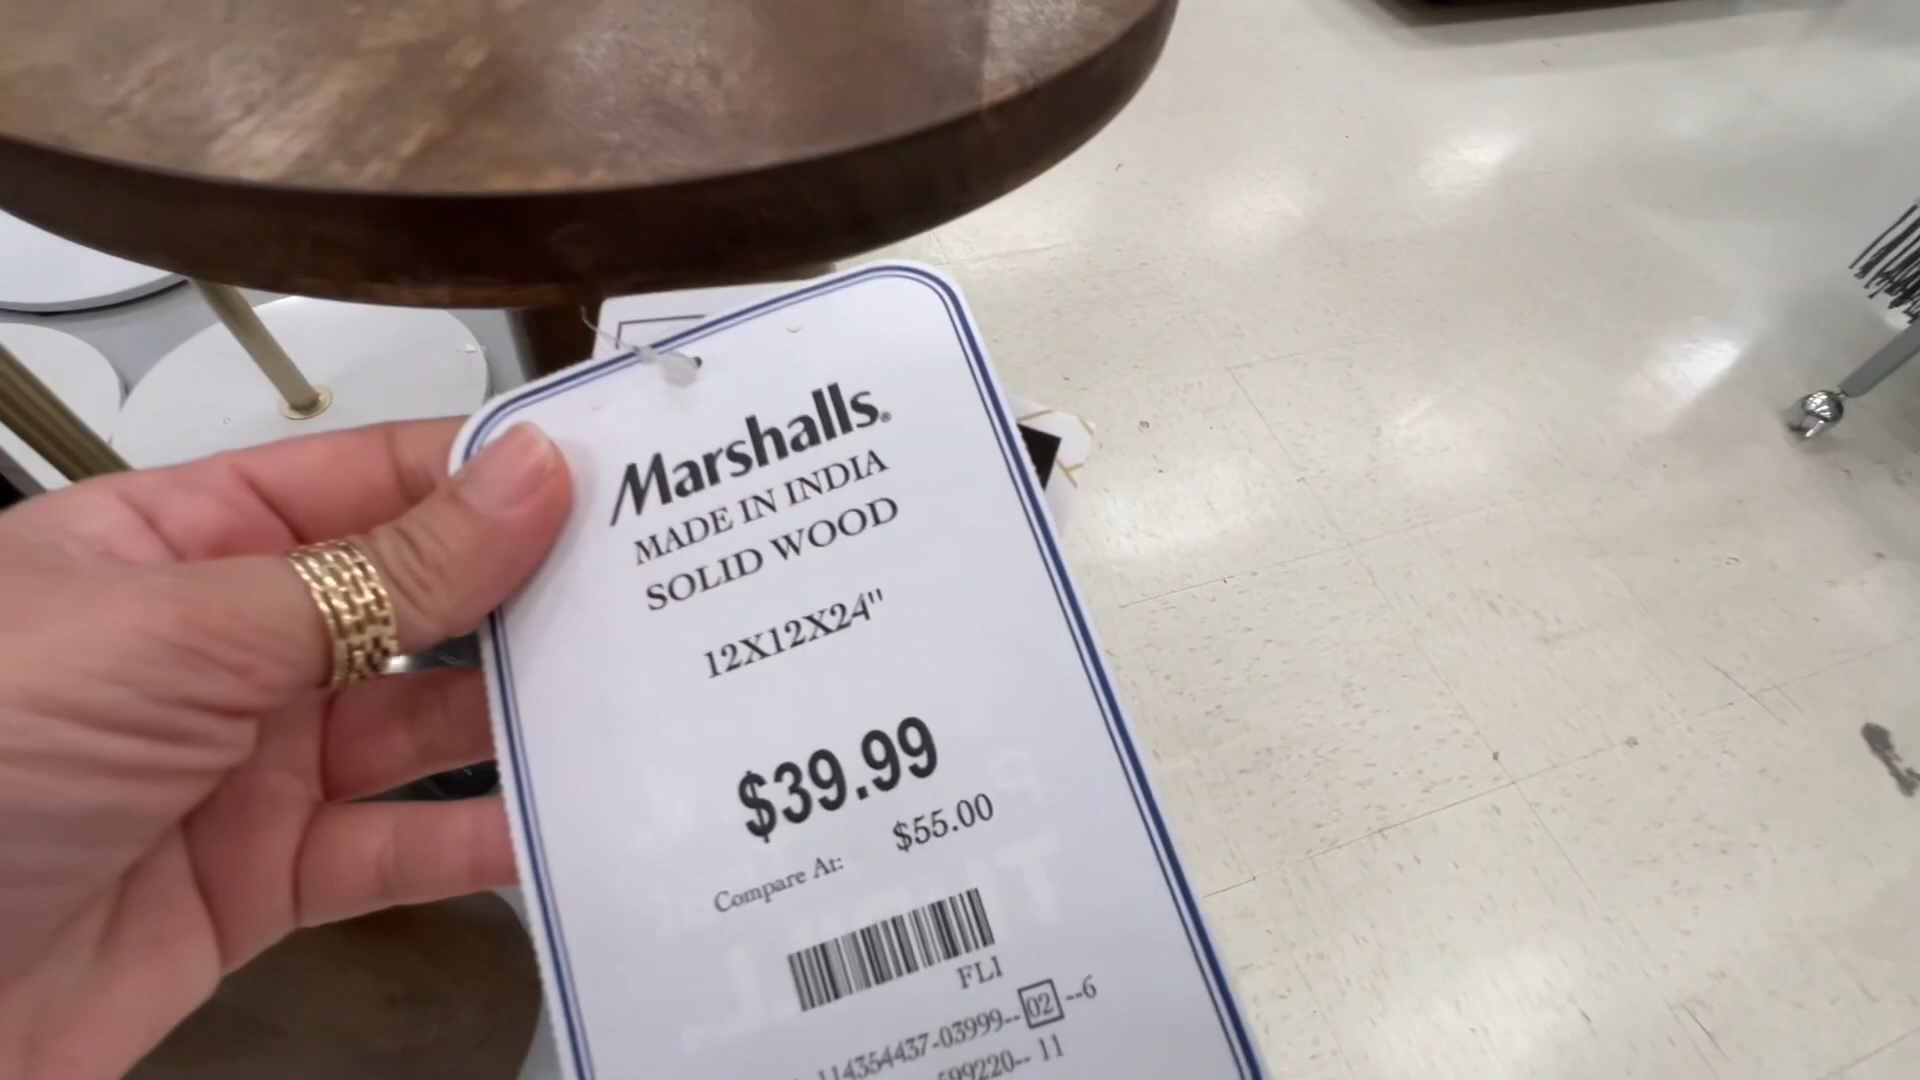 Marshalls®
MADE IN INDIA
SOLID WOOD
12X12X24"
$39.99
Compare At: $55.00
FLI
114354437-03999--02--6
599220-- 11